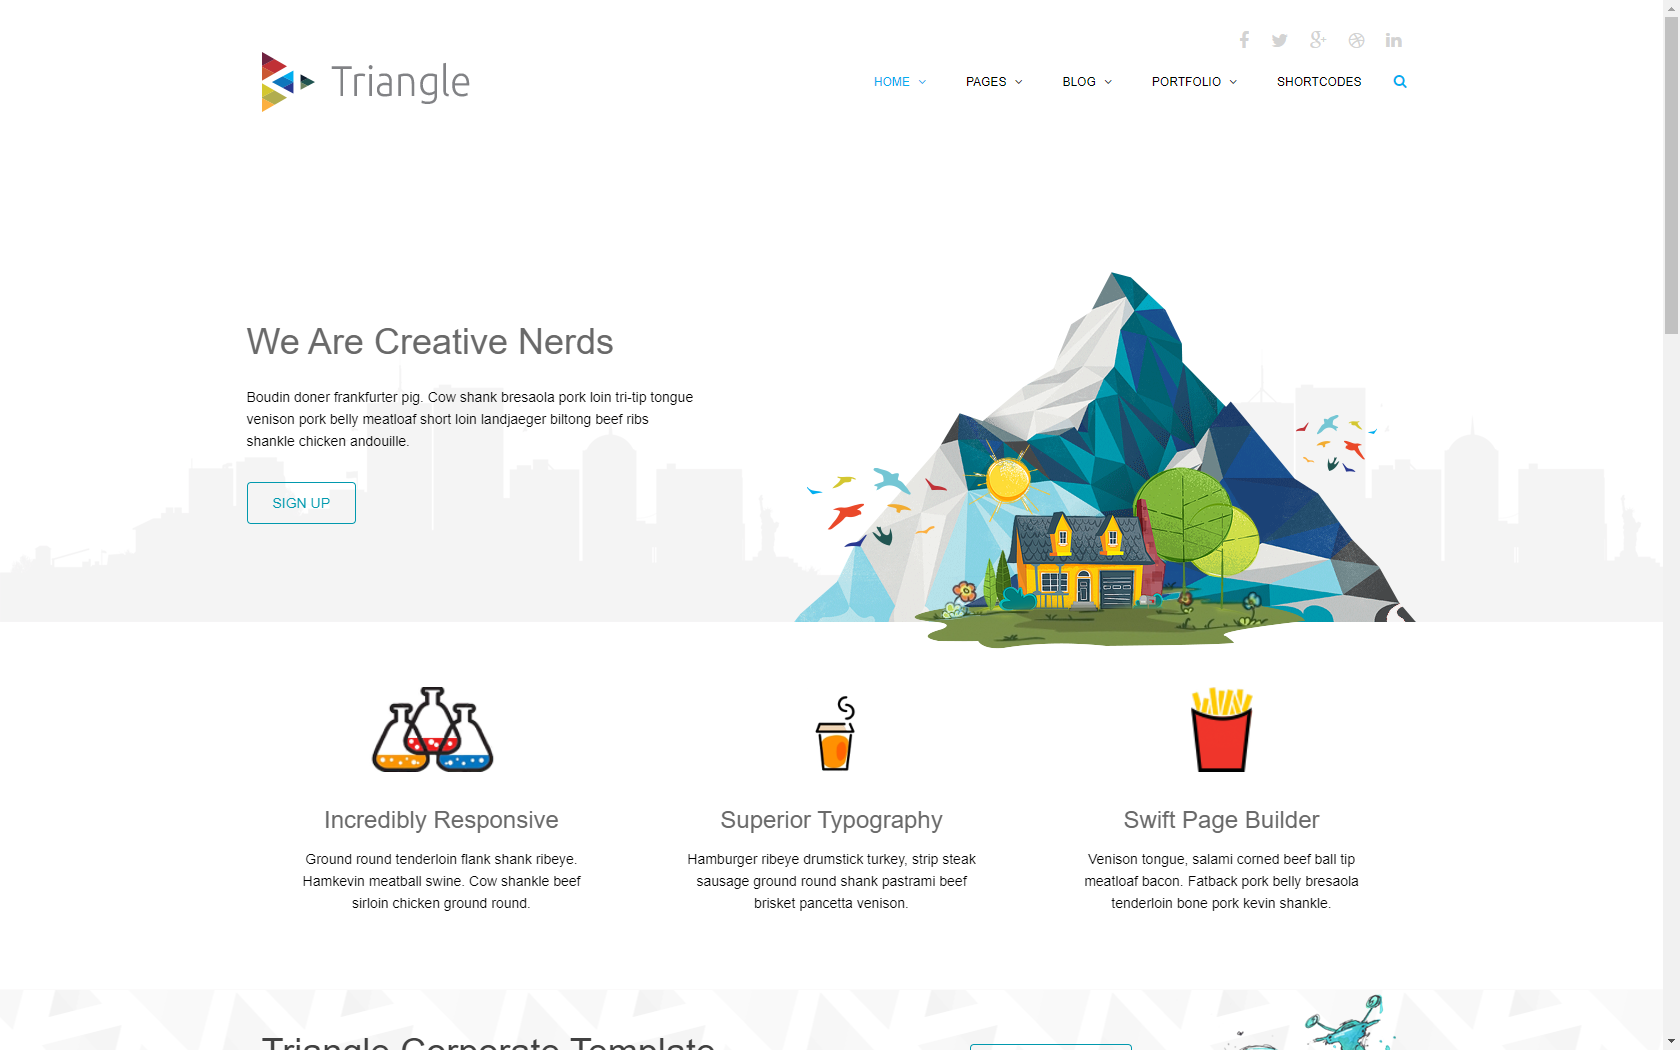 Triangle
HOME PAGES BLOG PORTFOLIO SHORTCODES
We Are Creative Nerds
Boudin doner frankfurter pig. Cow shank bresaola pork loin tri-tip tongue
venison pork belly meatloaf short loin landjaeger biltong beef ribs
shankle chicken andouille.
SIGN UP
Incredibly Responsive
Ground round tenderloin flank shank ribeye.
Hamkevin meatball swine. Cow shankle beef
sirloin chicken ground round.
Superior Typography
Hamburger ribeye drumstick turkey, strip steak
sausage ground round shank pastrami beef
brisket pancetta venison.
Swift Page Builder
Venison tongue, salami corned beef ball tip
meatloaf bacon. Fatback pork belly bresaola
tenderloin bone pork kevin shankle.
Triangle Corporate Template